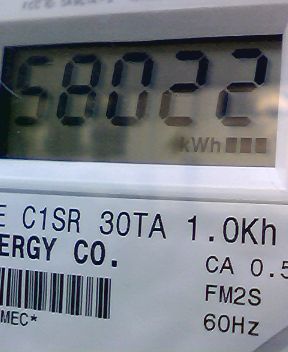 58022
kWh
E C1SR 30TA 1.0Kh
ERGY CO.
CA 0.5
FM2S
60Hz
MEC*